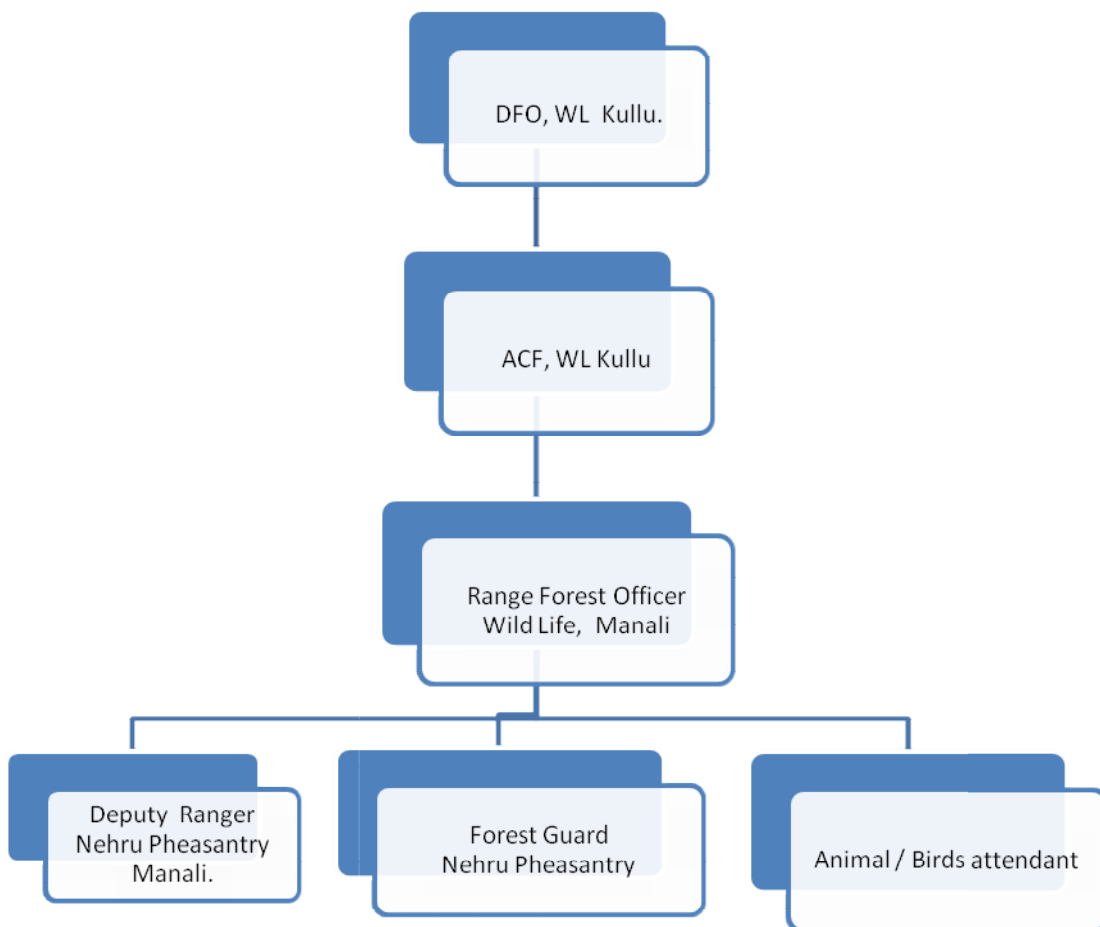 DFO, WL Kullu.
ACF, WL Kullu
Range Forest Officer
Wild Life, Manali
Deputy Ranger
Nehru Pheasantry
Manali.
Forest Guard
Nehru Pheasantry
Animal / Birds attendant